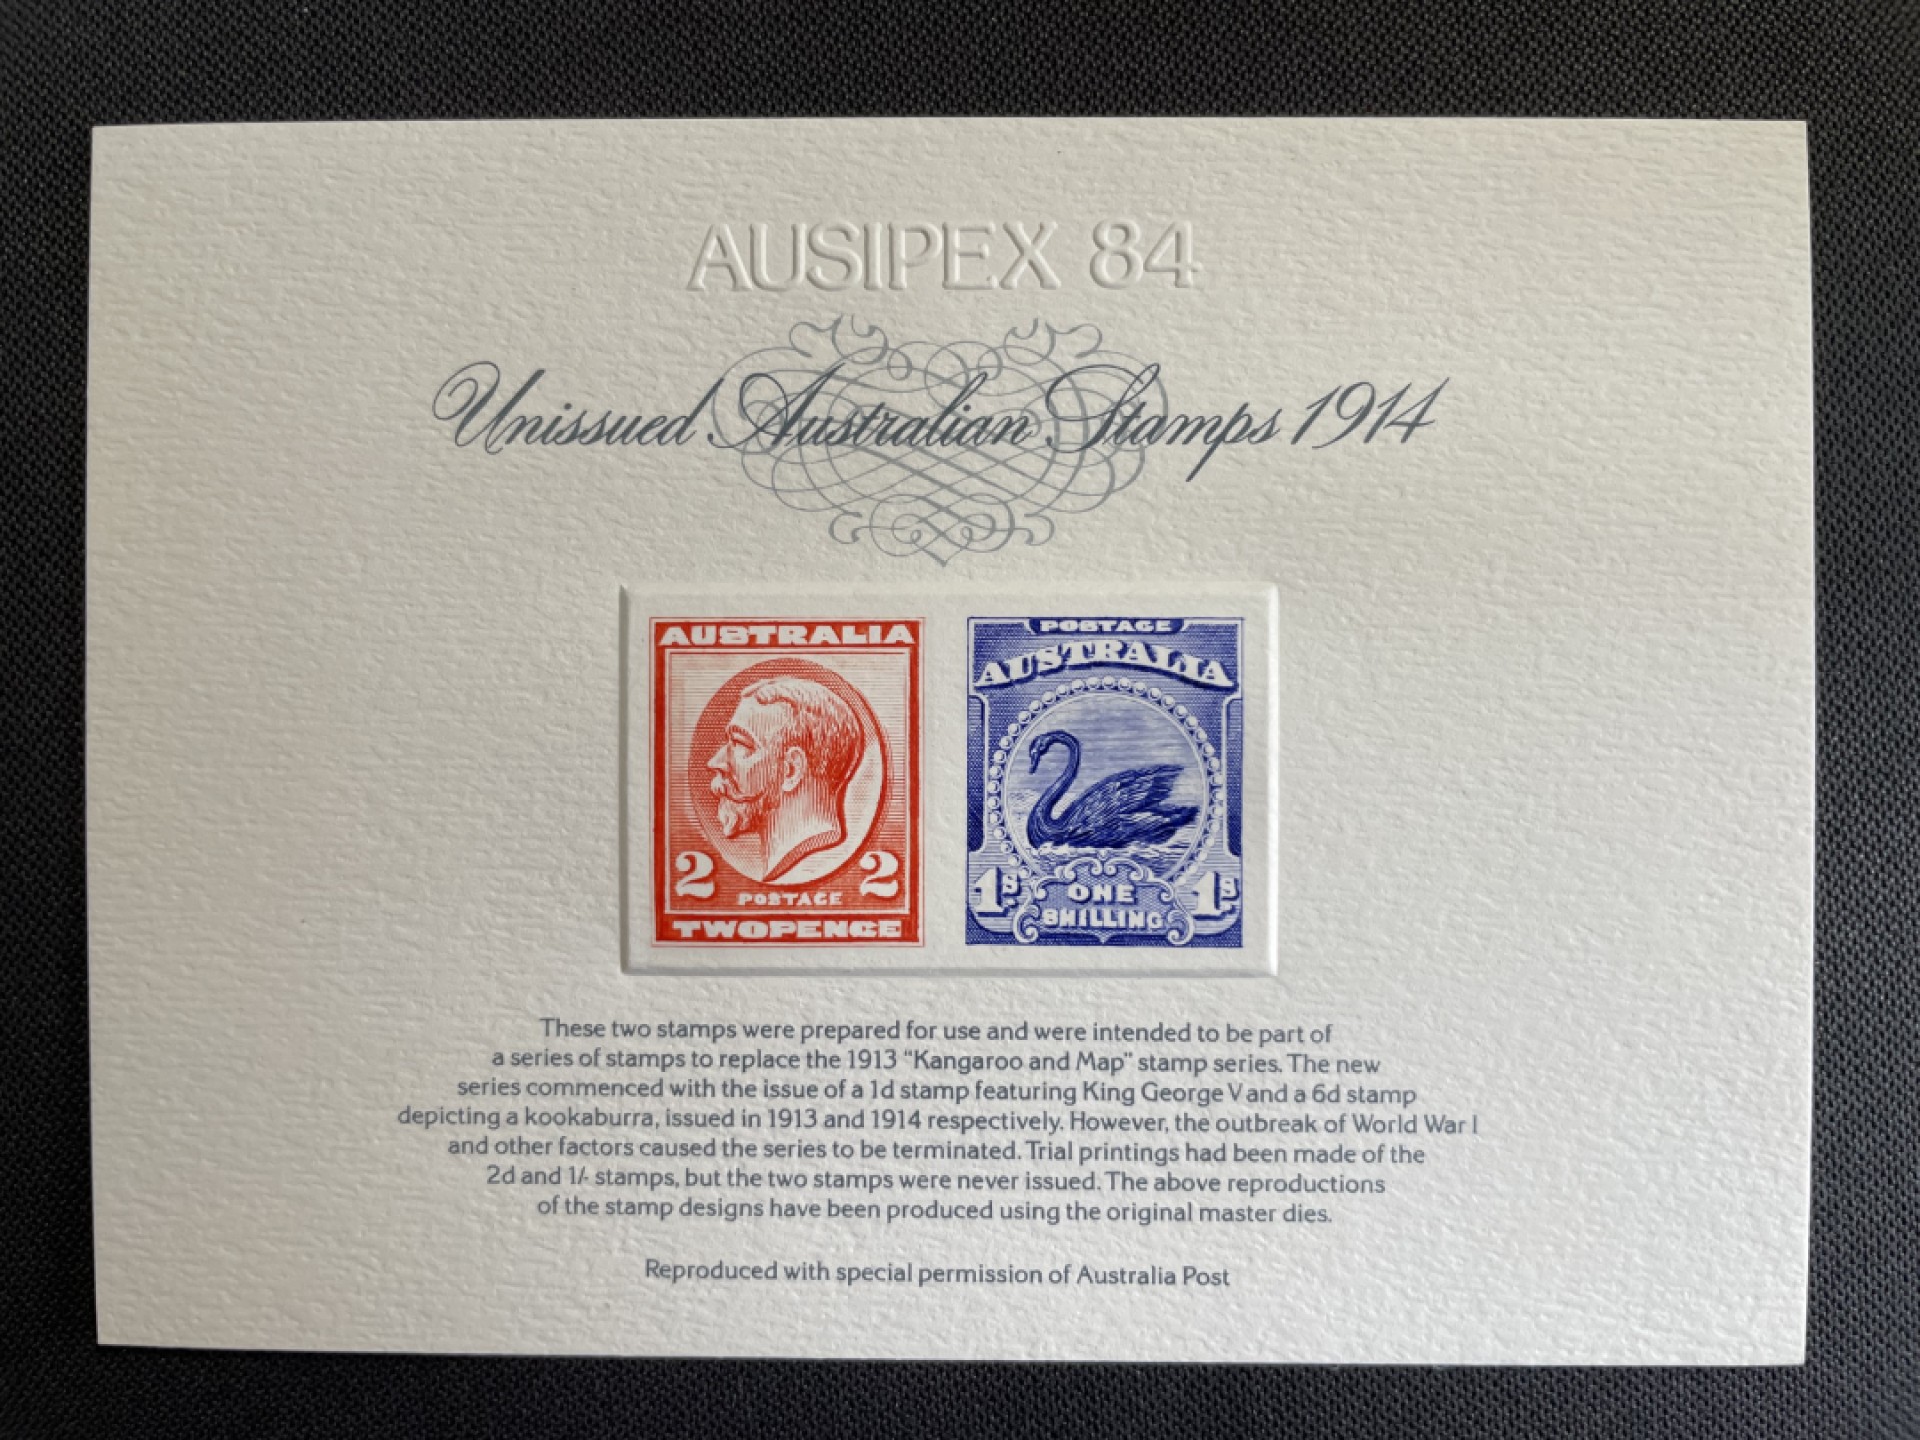 AUSIPEX 84
Unissued Australian Stamps 1914
AUSTRALIA
2 2
POSTAGE
TWOPENCE
POSTAGE
AUSTRALIA
1s. 1s.
ONE
SHILLING
These two stamps were prepared for use and were intended to be part of
a series of stamps to replace the 1913 “Kangaroo and Map” stamp series. The new
series commenced with the issue of a 1d stamp featuring King George V and a 6d stamp
depicting a kookaburra, issued in 1913 and 1914 respectively. However, the outbreak of World War I
and other factors caused the series to be terminated. Trial printings had been made of the
2d and 1/- stamps, but the two stamps were never issued. The above reproductions
of the stamp designs have been produced using the original master dies.
Reproduced with special permission of Australia Post